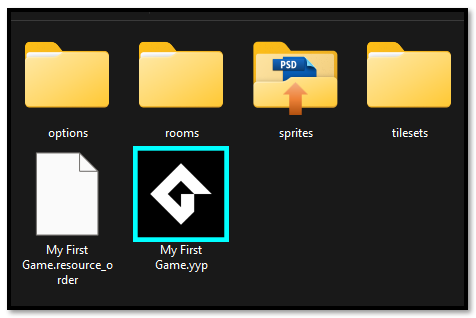 PSD
options
rooms
sprites
tilesets
My First
Game.resource_o
rder
My First
Game.yyp